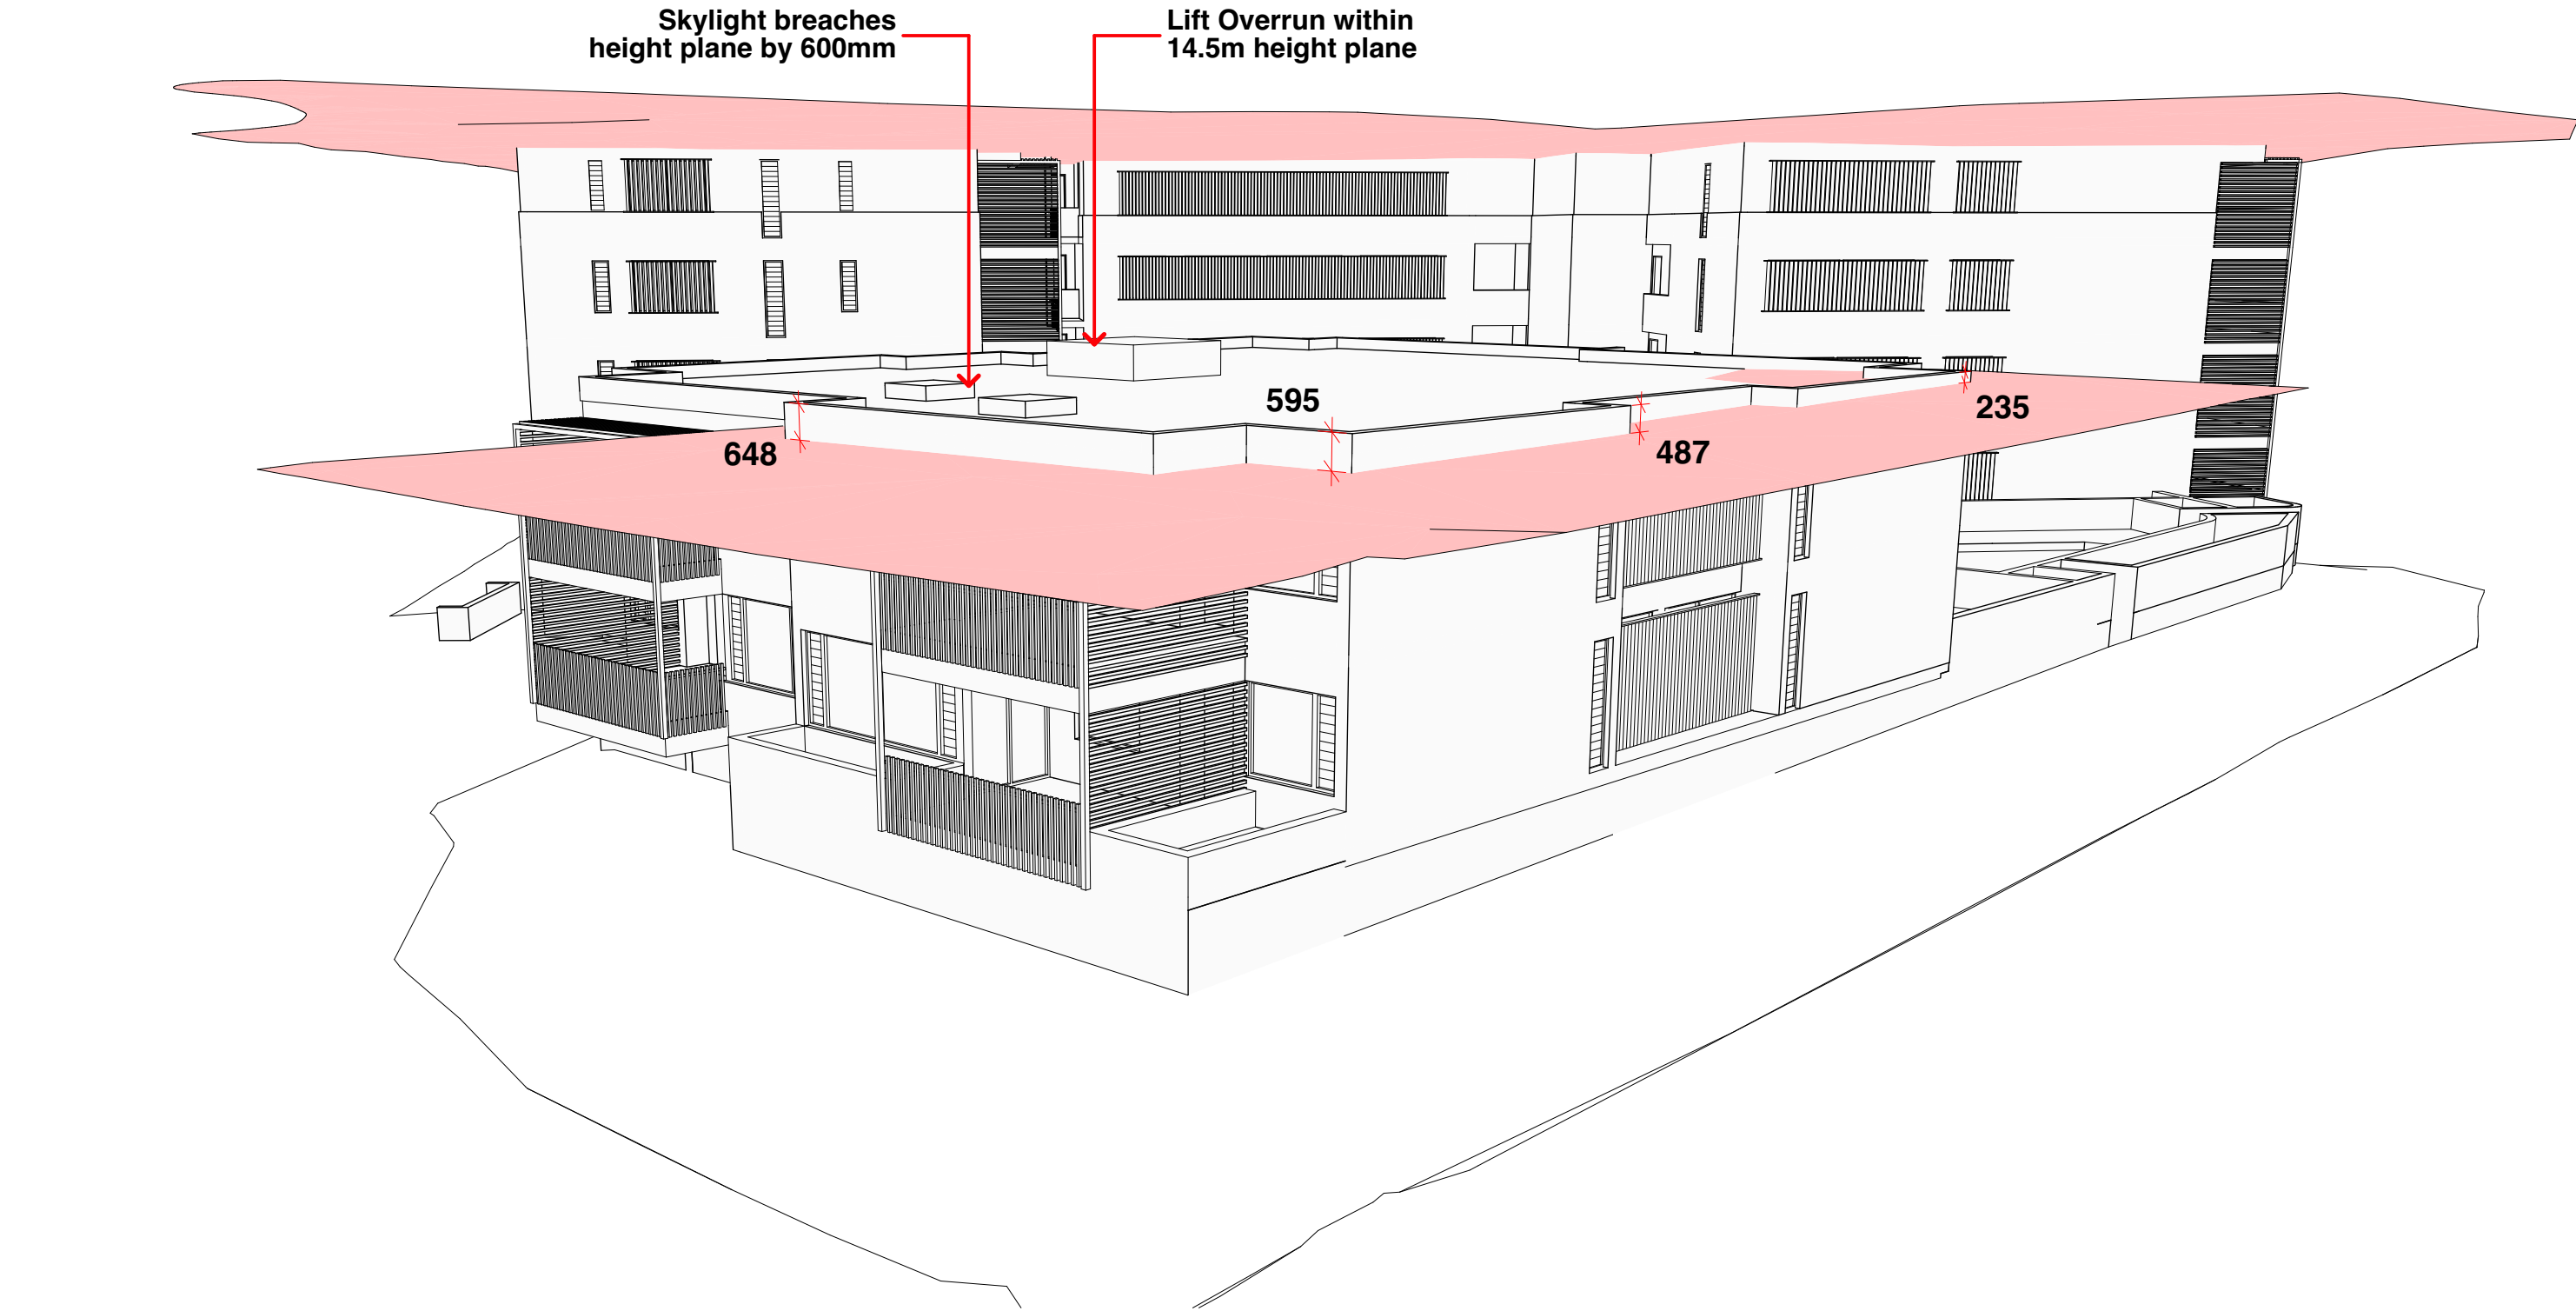 Skylight breaches
height plane by 600mm
Lift Overrun within
14.5m height plane
595
235
648
487